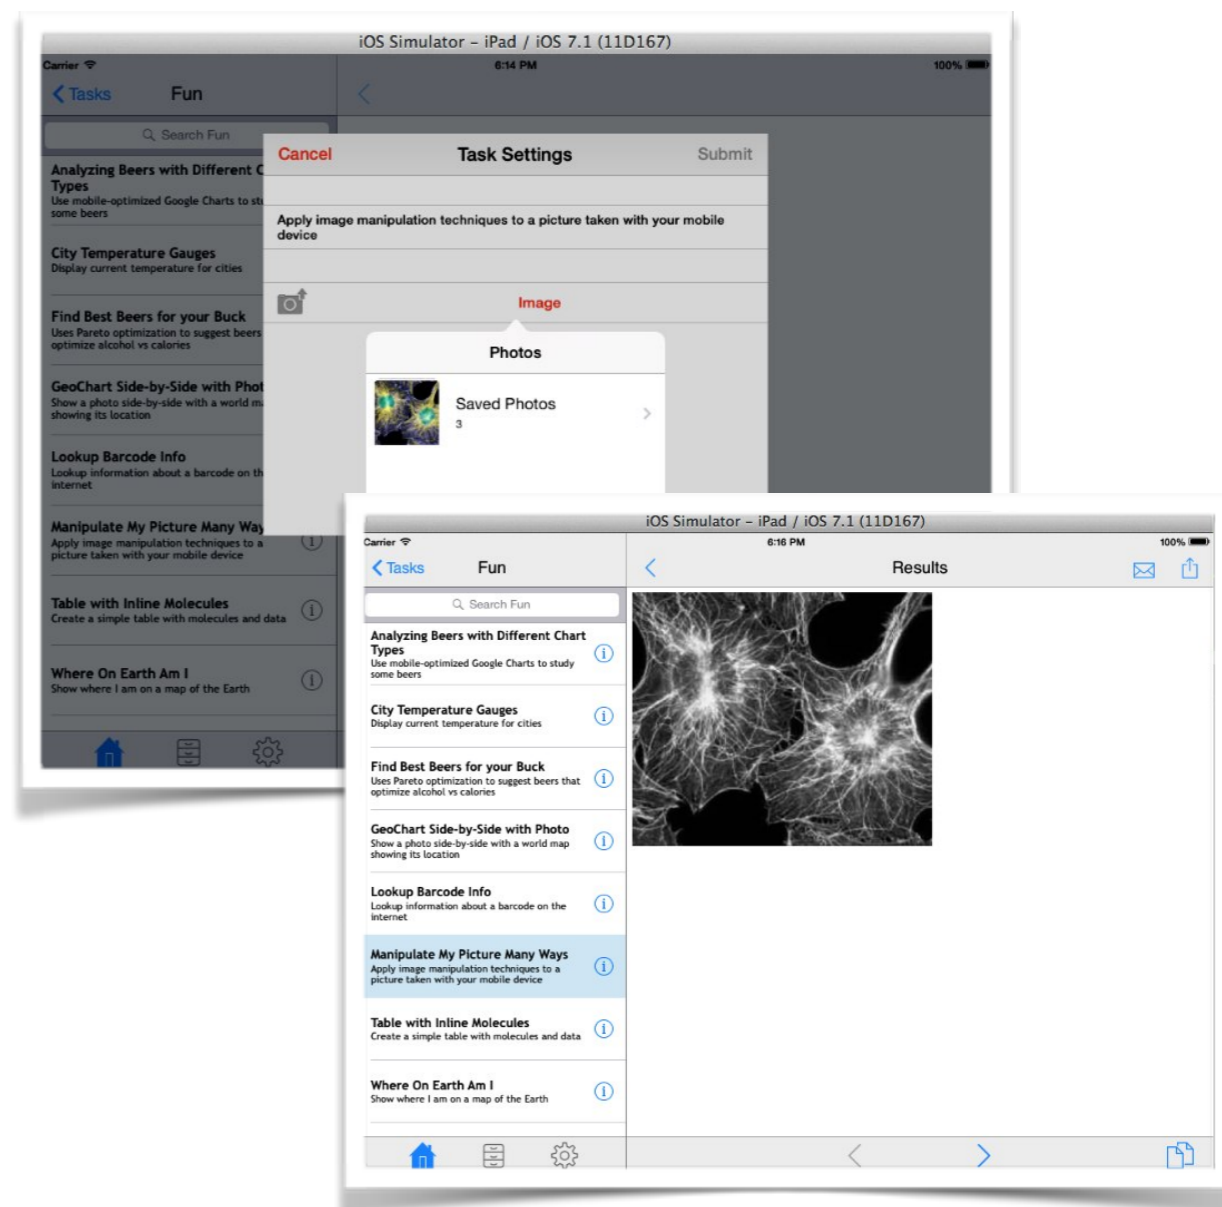 iOS Simulator – iPad / iOS 7.1 (11D167)
Carrier
6:14 PM
100%
Tasks
Fun
Search Fun
Analyzing Beers with Different C
Types
Use mobile-optimized Google Charts to
some beers
City Temperature Gauges
Display current temperature for cities
Find Best Beers for your Buck
Uses Pareto optimization to suggest beers
optimize alcohol vs calories
GeoChart Side-by-Side with Phot
Show a photo side-by-side with a world
showing its location
Lookup Barcode Info
Lookup information about a barcode on th
internet
Manipulate My Picture Many Way
Apply image manipulation techniques to a
picture taken with your mobile device
Table with Inline Molecules
Create a simple table with molecules and data
Where On Earth Am I
Show where I am on a map of the Earth
Cancel
Task Settings
Submit
Apply image manipulation techniques to a picture taken with your mobile
device
Image
Photos
Saved Photos
3
iOS Simulator – iPad / iOS 7.1 (11D167)
Carrier
6:16 PM
100%
Tasks
Fun
Results
Search Fun
Analyzing Beers with Different Chart
Types
Use mobile-optimized Google Charts to study
some beers
City Temperature Gauges
Display current temperature for cities
Find Best Beers for your Buck
Uses Pareto optimization to suggest beers that
optimize alcohol vs calories
GeoChart Side-by-Side with Photo
Show a photo side-by-side with a world map
showing its location
Lookup Barcode Info
Lookup information about a barcode on the
internet
Manipulate My Picture Many Ways
Apply image manipulation techniques to a
picture taken with your mobile device
Table with Inline Molecules
Create a simple table with molecules and data
Where On Earth Am I
Show where I am on a map of the Earth